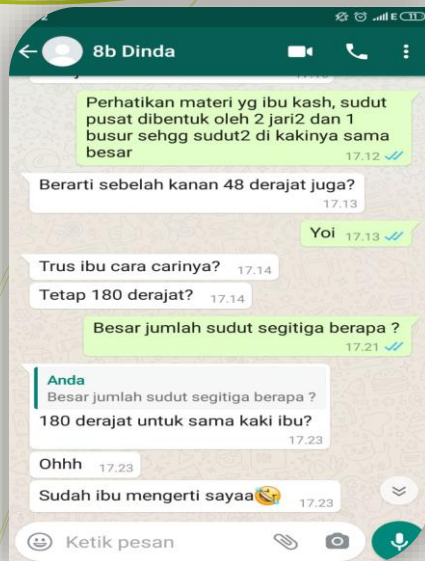 8b Dinda
Perhatikan materi yg ibu kash, sudut
pusat dibentuk oleh 2 jari2 dan 1
busur sehgg sudut2 di kakinya sama
besar
17.12
Berarti sebelah kanan 48 derajat juga?
17.13
Yoi 17.13
Trus ibu cara carinya? 17.14
Tetap 180 derajat? 17.14
Besar jumlah sudut segitiga berapa ?
17.21
Anda
Besar jumlah sudut segitiga berapa ?
180 derajat untuk sama kaki ibu?
17.23
Ohhh 17.23
Sudah ibu mengerti sayaa 17.23
Ketik pesan